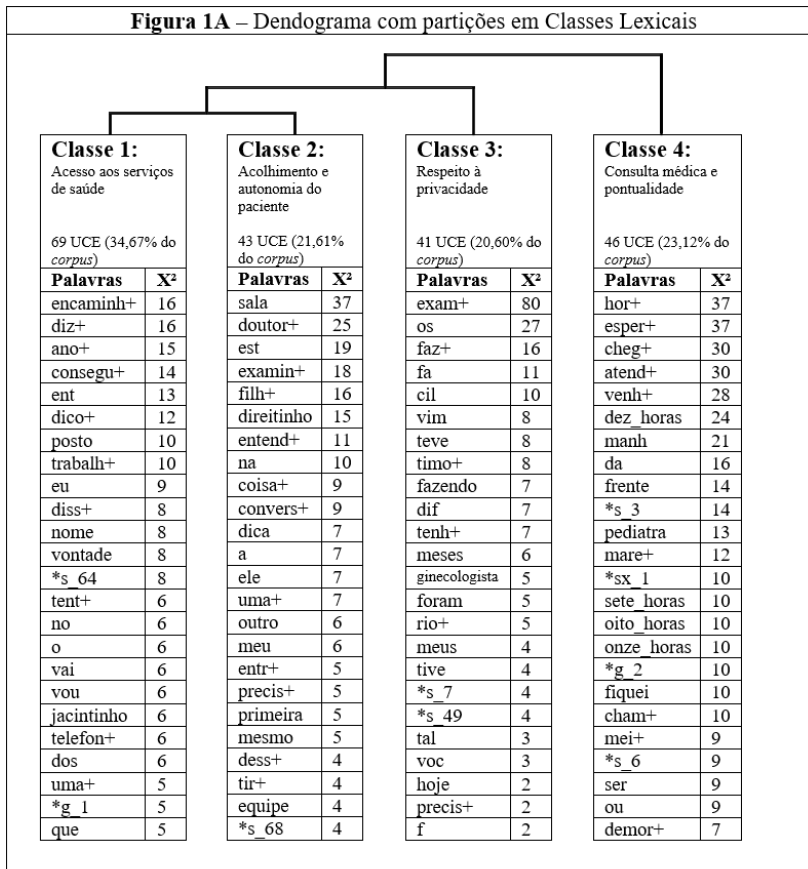 Figura 1A – Dendograma com partições em Classes Lexicais
Classe 1:
Acesso aos serviços
de saúde
69 UCE (34,67% do
corpus)
Palavras X²
encaminh+ 16
diz+ 16
ano+ 15
consegu+ 14
ent 13
dico+ 12
posto 10
trabalh+ 10
eu 9
diss+ 8
nome 8
vontade 8
*s_64 8
tent+ 6
no 6
o 6
vai 6
vou 6
jacintinho 6
telefon+ 6
dos 6
uma+ 5
*g_1 5
que 5
Classe 2:
Acolhimento e
autonomia do
paciente
43 UCE (21,61%
do corpus)
Palavras X²
sala 37
doutor+ 25
est 19
examin+ 18
filh+ 16
direitinho 15
entend+ 11
na 10
coisa+ 9
convers+ 9
dica 7
a 7
ele 7
uma+ 7
outro 6
meu 6
entr+ 5
precis+ 5
primeira 5
mesmo 5
dess+ 4
tir+ 4
equipe 4
*s_68 4
Classe 3:
Respeito à
privacidade
41 UCE (20,60% do
corpus)
Palavras X²
exam+ 80
os 27
faz+ 16
fa 11
cil 10
vim 8
teve 8
timo+ 8
fazendo 7
dif 7
tenh+ 7
meses 6
ginecologista 5
foram 5
rio+ 5
meus 4
tive 4
*s_7 4
*s_49 4
tal 3
voc 3
hoje 2
precis+ 2
f 2
Classe 4:
Consulta médica e
pontualidade
46 UCE (23,12% do
corpus)
Palavras X²
hor+ 37
esper+ 37
cheg+ 30
atend+ 30
venh+ 28
dez_horas 24
manh 21
da 16
frente 14
*s_3 14
pediatra 13
mare+ 12
*sx_1 10
sete_horas 10
oito_horas 10
onze_horas 10
*g_2 10
fiquei 10
cham+ 10
mei+ 9
*s_6 9
ser 9
ou 9
demor+ 7